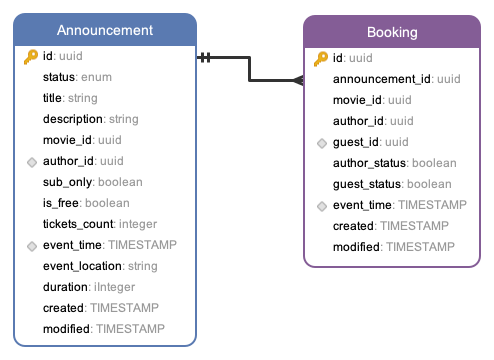 Announcement
id: uuid
status: enum
title: string
description: string
movie_id: uuid
author_id: uuid
sub_only: boolean
is_free: boolean
tickets_count: integer
event_time: TIMESTAMP
event_location: string
duration: iInteger
created: TIMESTAMP
modified: TIMESTAMP
Booking
id: uuid
announcement_id: uuid
movie_id: uuid
author_id: uuid
guest_id: uuid
author_status: boolean
guest_status: boolean
event_time: TIMESTAMP
created: TIMESTAMP
modified: TIMESTAMP